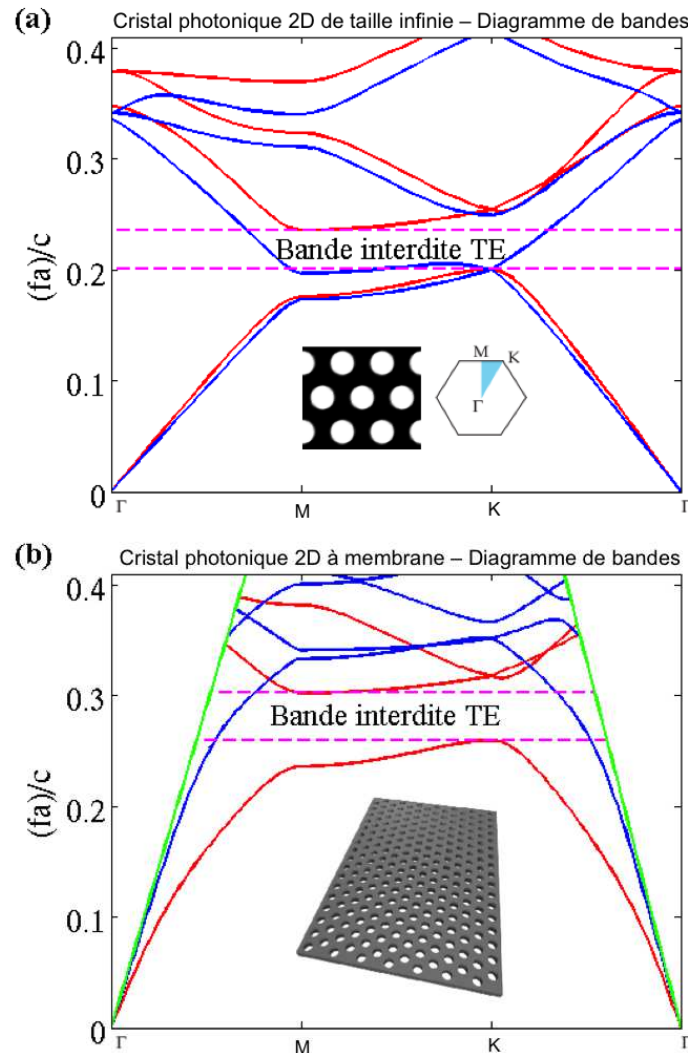 (a)
Cristal photonique 2D de taille infinie – Diagramme de bandes
0.4
0.3
Bande interdite TE
0.2
M
K
Γ
0.1
0
(fa)/c
Γ
M
K
Γ
(b)
Cristal photonique 2D à membrane – Diagramme de bandes
0.4
0.3
Bande interdite TE
0.2
0.1
0
(fa)/c
Γ
M
K
Γ